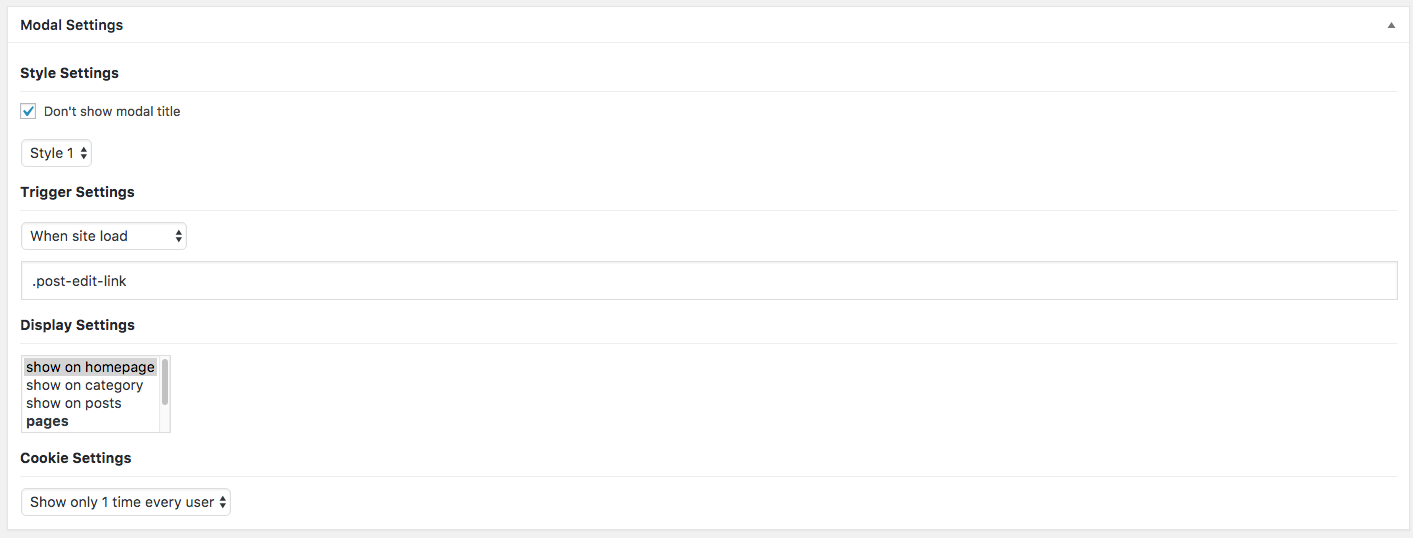 Modal Settings
Style Settings
Don't show modal title
Style 1
Trigger Settings
When site load
.post-edit-link
Display Settings
show on homepage
show on category
show on posts
pages
Cookie Settings
Show only 1 time every user